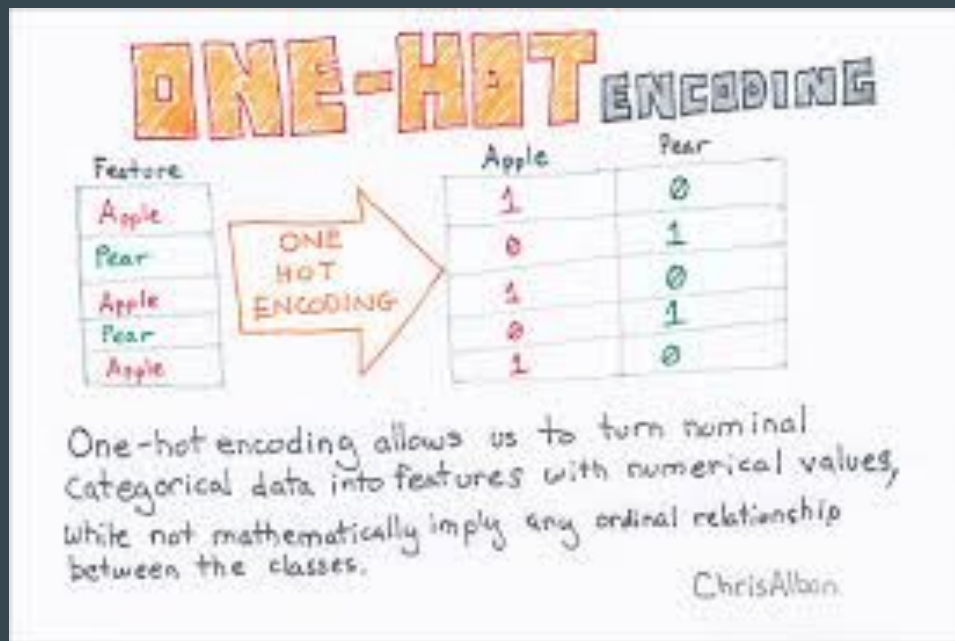 ONE-HOT ENCODING
Feature
Apple
Pear
Apple
Pear
Apple
ONE
HOT
ENCODING
Apple Pear
1 0
0 1
1 0
0 1
1 0
One-hot encoding allows us to turn nominal
categorical data into features with numerical values,
while not mathematically imply any ordinal relationship
between the classes.
ChrisAlbon